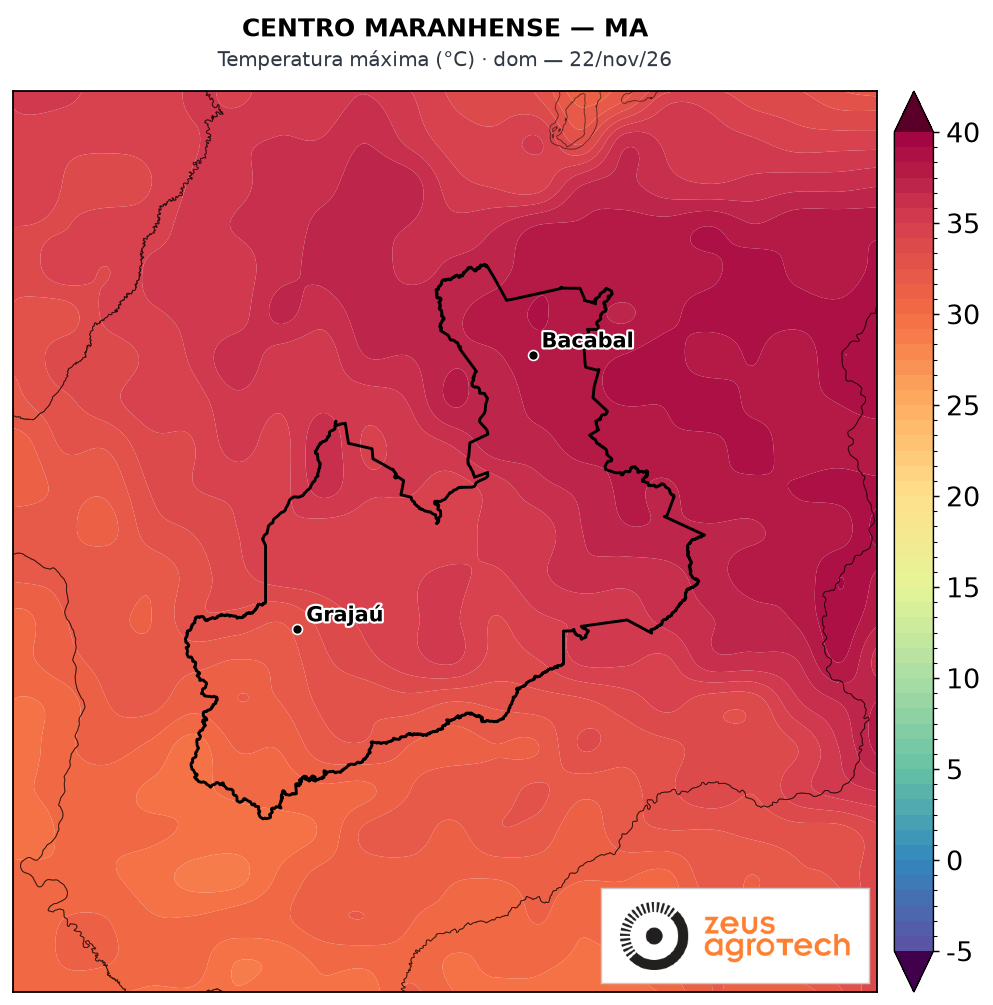 CENTRO MARANHENSE — MA
Temperatura máxima (°C) · dom — 22/nov/26
40
35
30
25
20
15
10
5
0
-5
Bacabal
Grajaú
zeus
agrotech